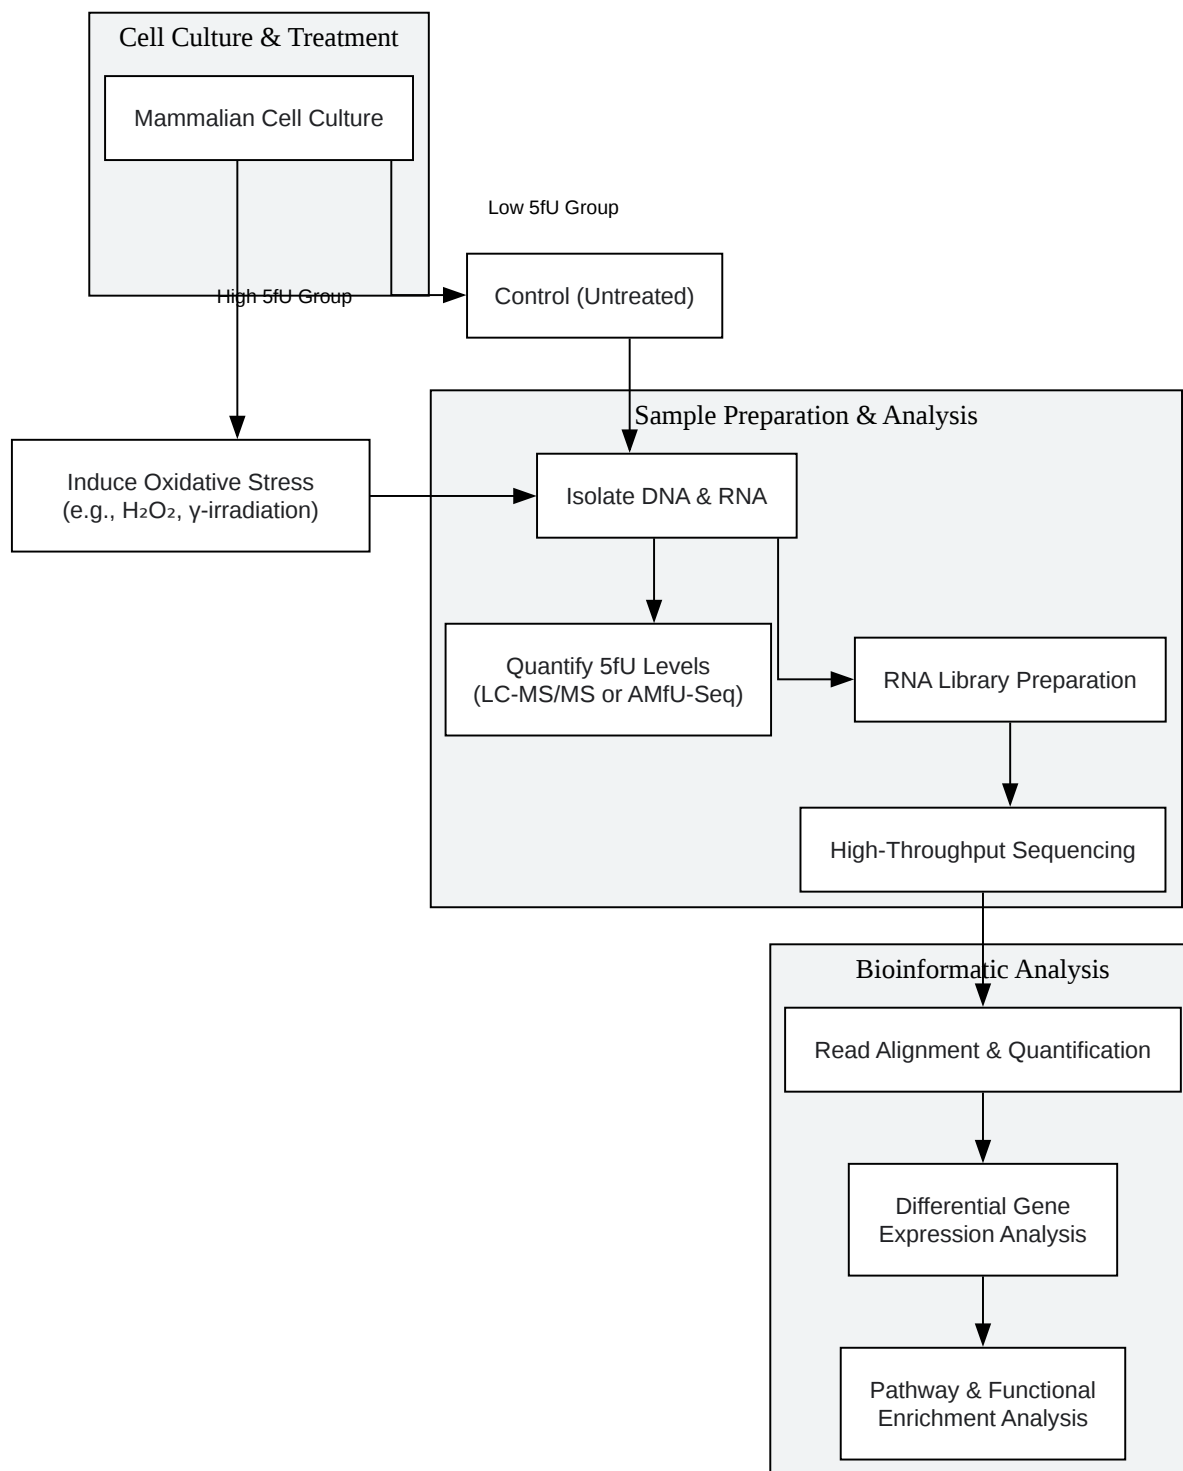 Cell Culture & Treatment
Mammalian Cell Culture
Low 5fU Group
High 5fU Group
Control (Untreated)
Sample Preparation & Analysis
Induce Oxidative Stress
(e.g., H₂O₂, γ-irradiation)
Isolate DNA & RNA
Quantify 5fU Levels
(LC-MS/MS or AMfU-Seq)
RNA Library Preparation
High-Throughput Sequencing
Bioinformatic Analysis
Read Alignment & Quantification
Differential Gene
Expression Analysis
Pathway & Functional
Enrichment Analysis